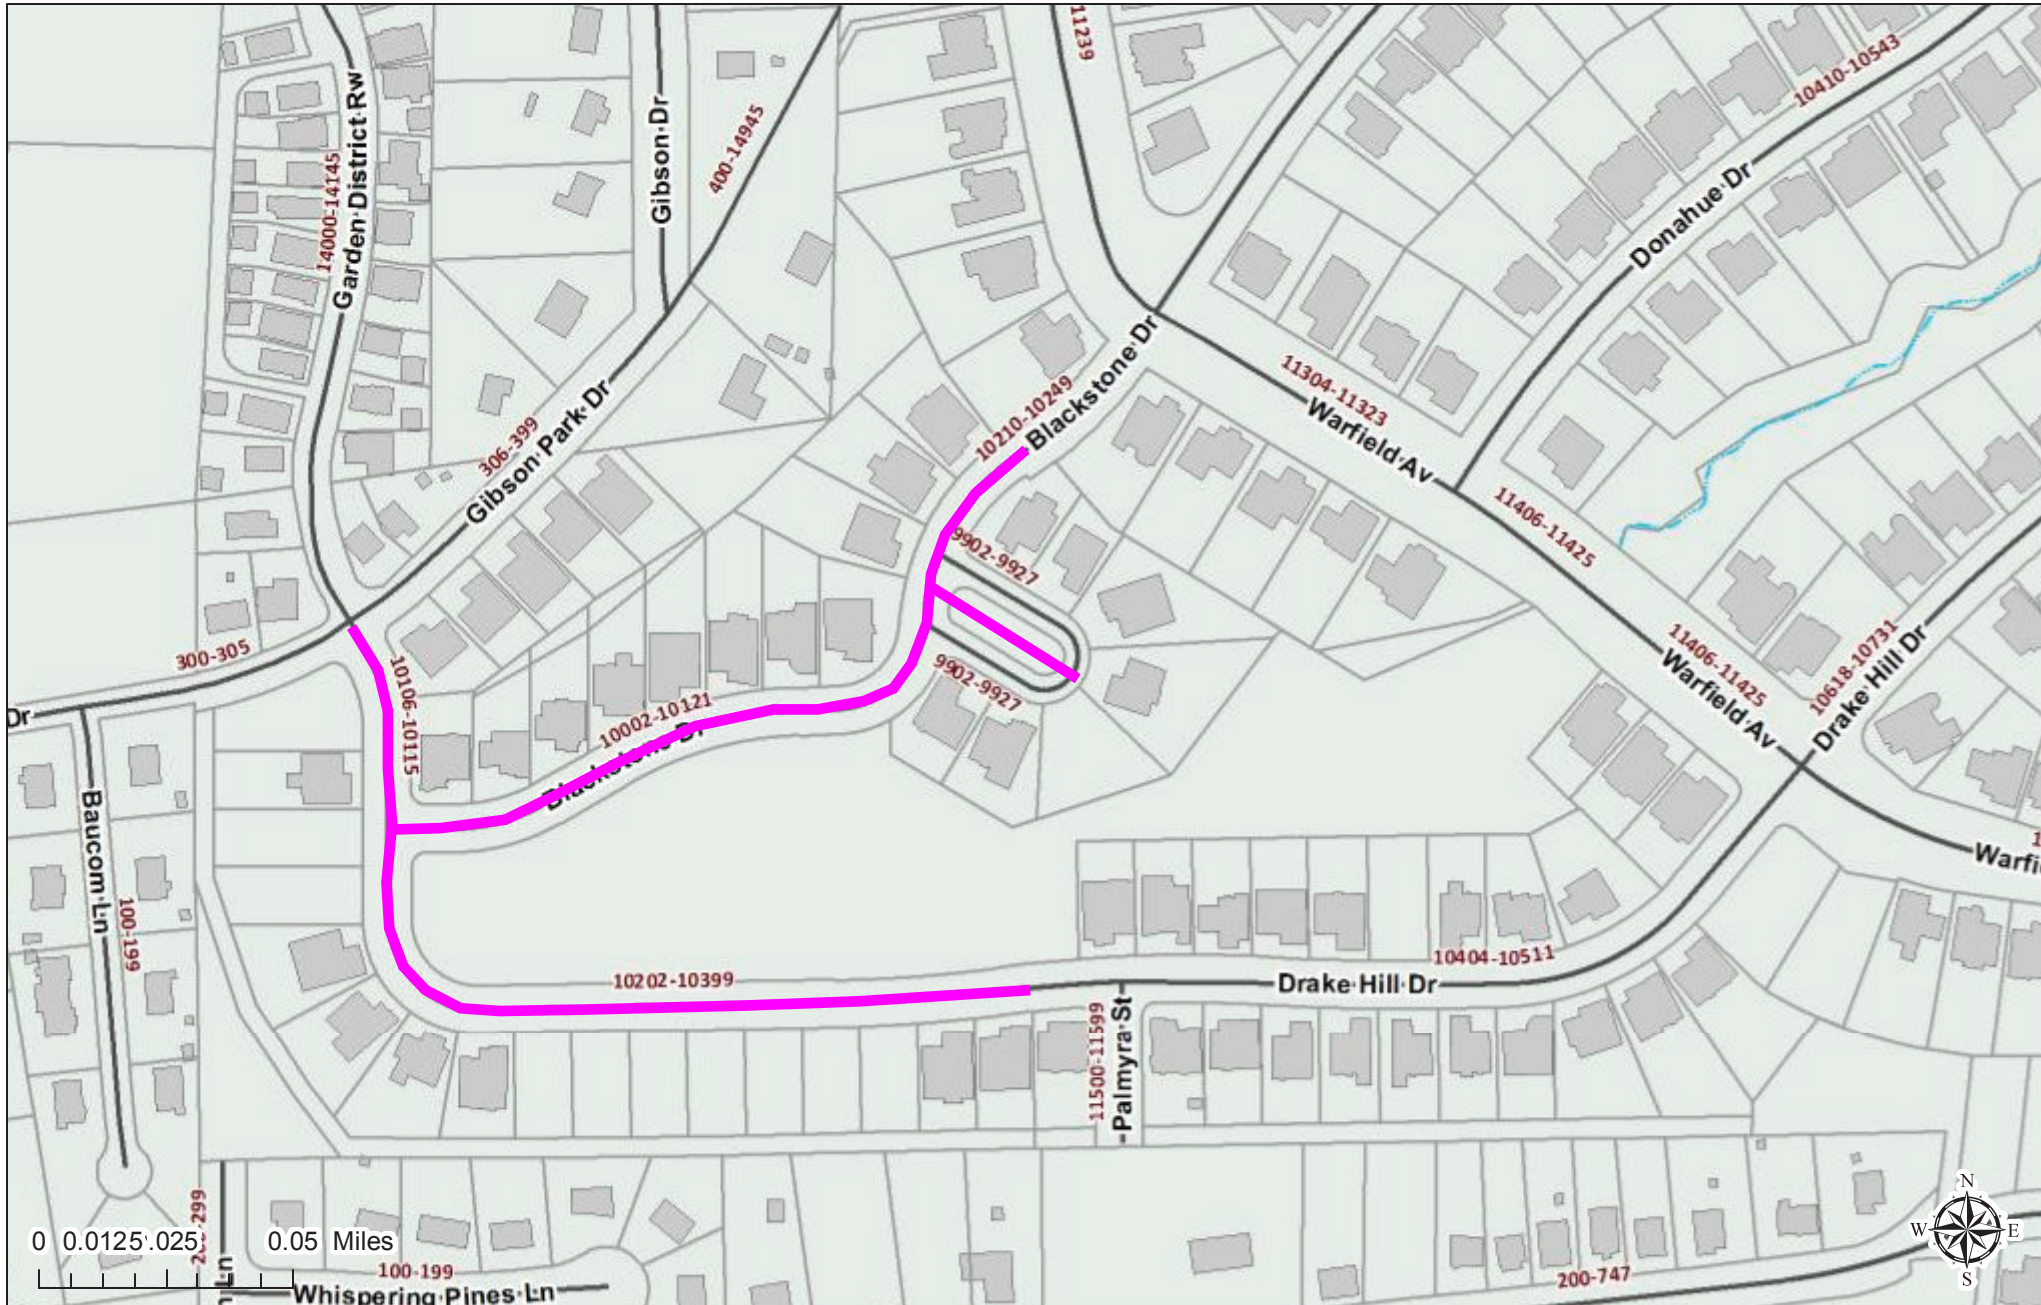 11239
Garden District Rw
14000-14145
Gibson Dr
400-14945
10410-10543
Donahue Dr
Blackstone Dr
10210-10249
11304-11323
Warfield Av
306-399
Gibson Park Dr
11406-11425
9902-9927
300-305
10106-10115
9902-9927
11406-11425
Warfield Av
10618-10731
Drake Hill Dr
Dr
10002-10121
Blackstone Dr
Baucom Ln
100-199
10202-10399
10404-10511
Drake Hill Dr
11500-11599
Palmyra St
N
W
E
S
0
0.0125
.025
0.05
Miles
-299
Ln
100-199
Whispering Pines Ln
200-747